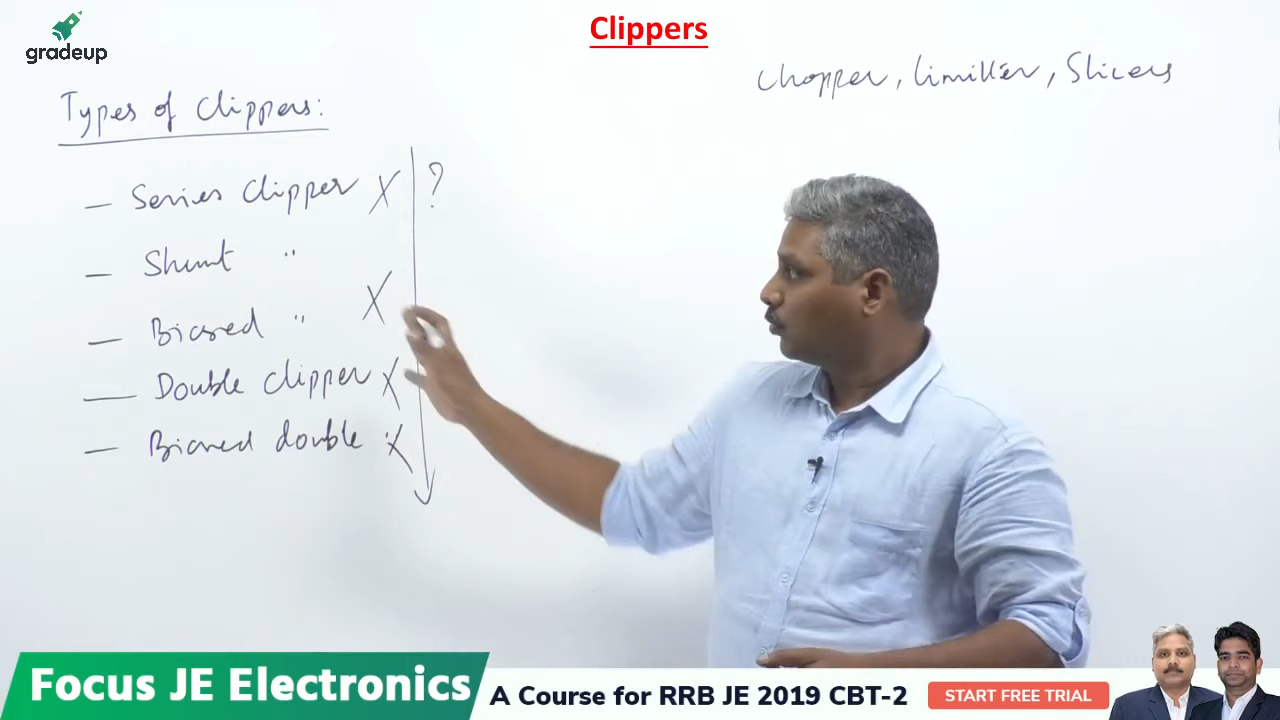 gradeup
Clippers
Chopper, limitter, Slicers
Types of Clippers:
— Series Clipper X ?
— Shunt "
— Biased " X
— Double clipper X
— Biased double X
Focus JE Electronics
A Course for RRB JE 2019 CBT-2
START FREE TRIAL